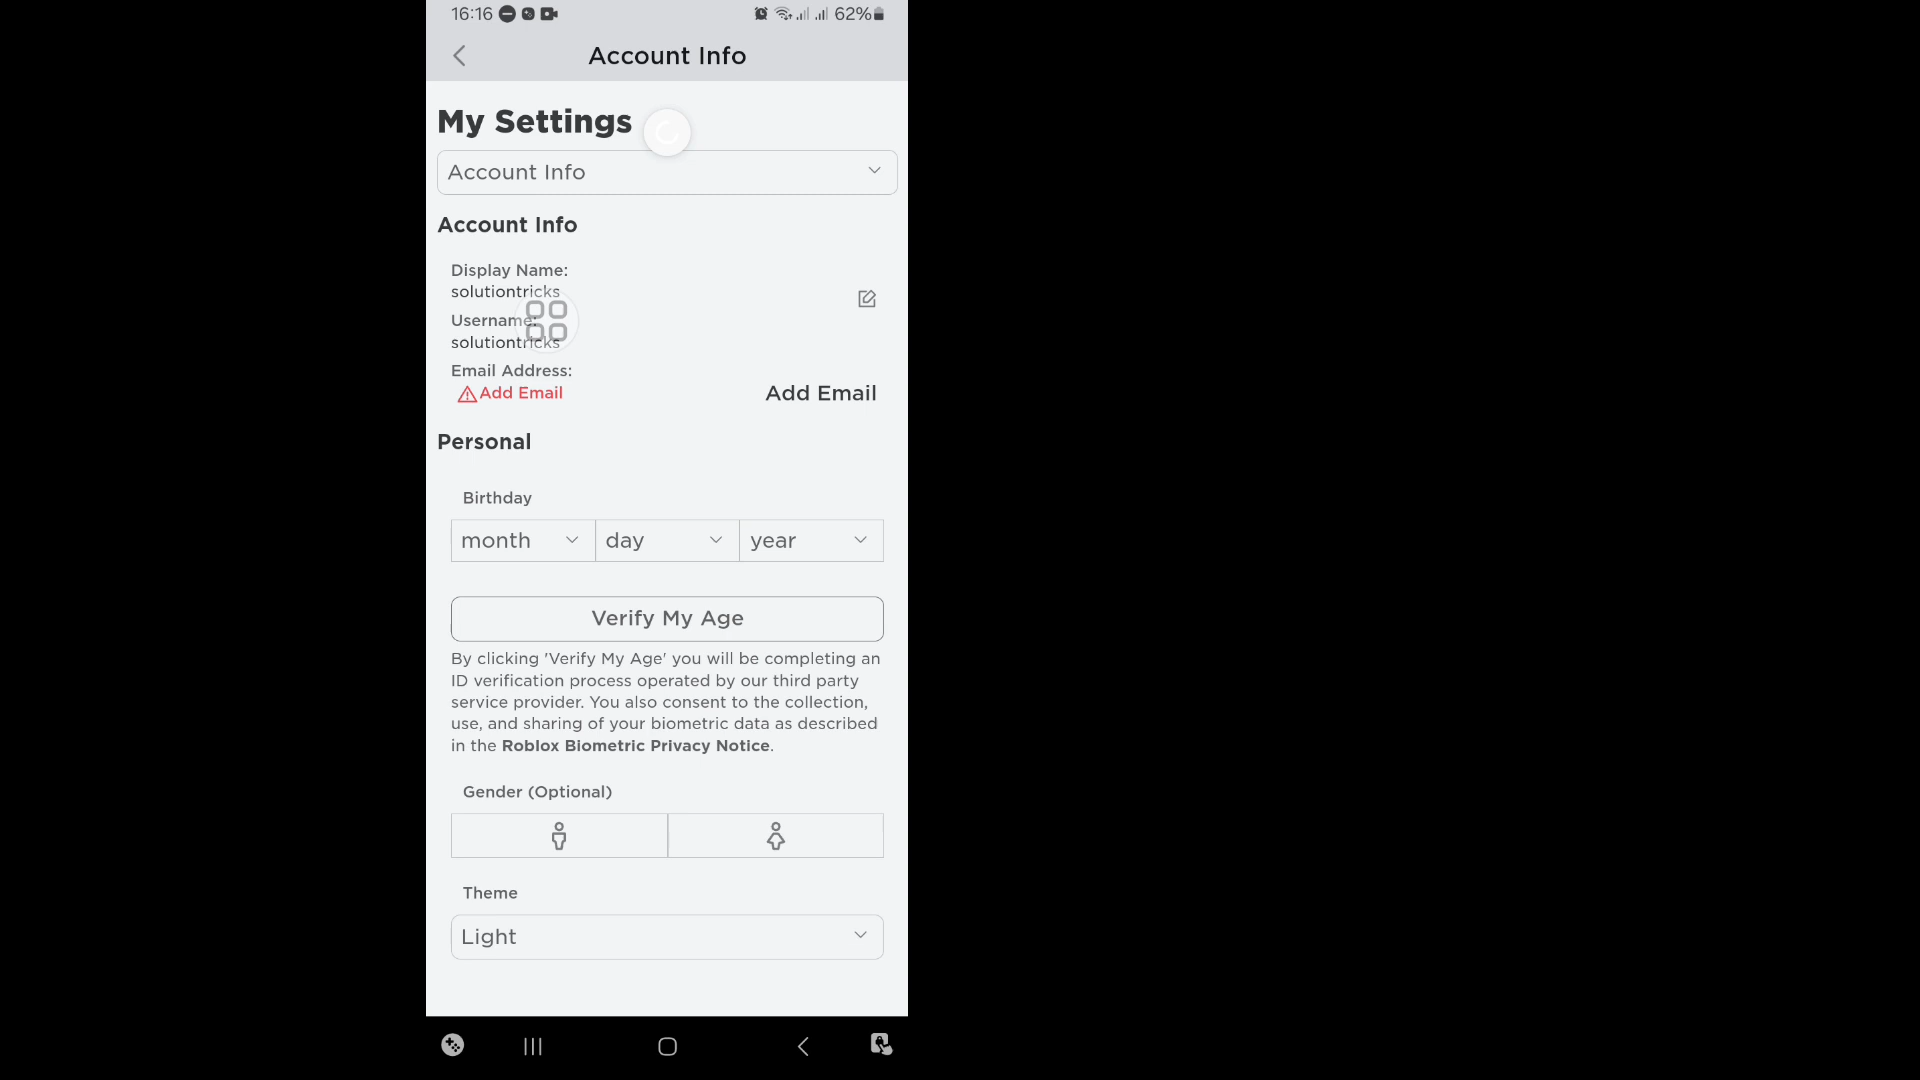 16:16 62%
Account Info
My Settings
Account Info
Account Info
Display Name:
solutiontricks
Username:
solutiontricks
Email Address:
Add Email Add Email
Personal
Birthday
month day year
Verify My Age
By clicking 'Verify My Age' you will be completing an
ID verification process operated by our third party
service provider. You also consent to the collection,
use, and sharing of your biometric data as described
in the Roblox Biometric Privacy Notice.
Gender (Optional)
Theme
Light